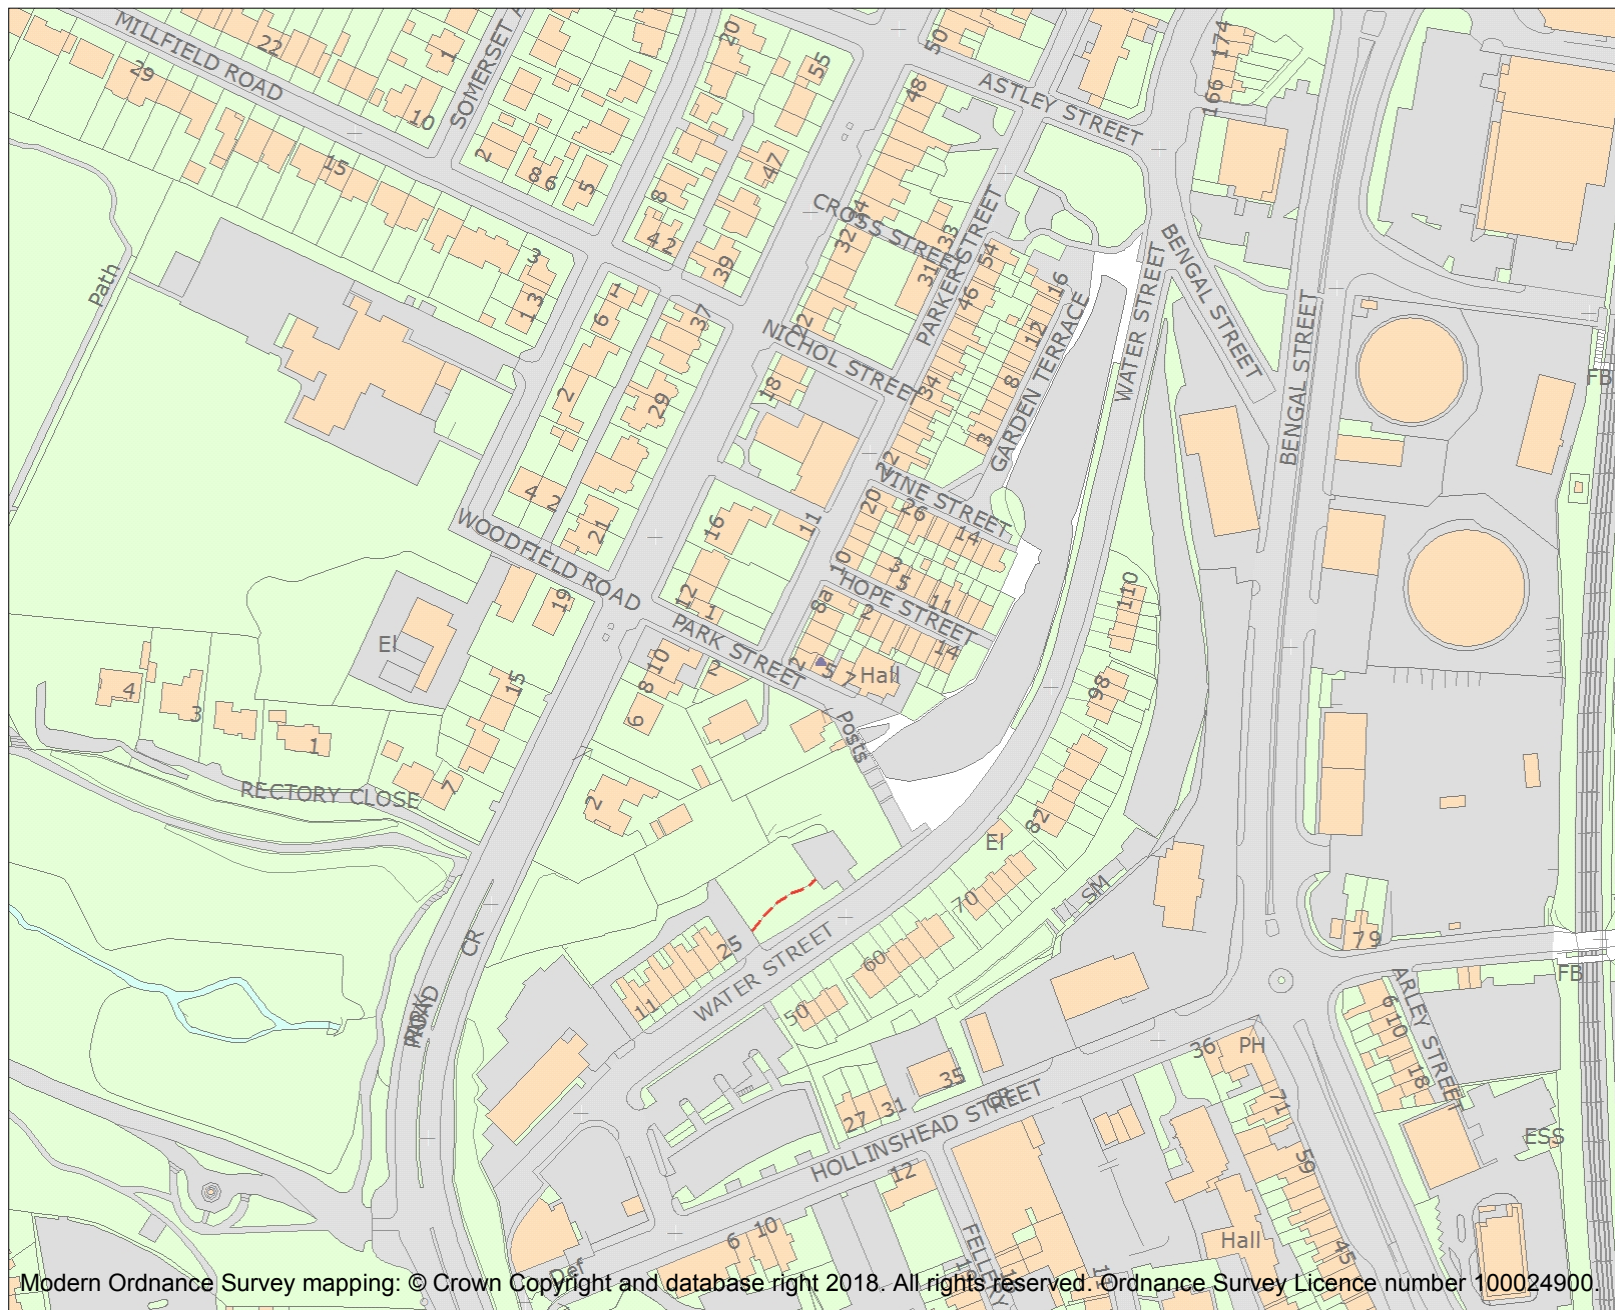 MILLFIELD ROAD
22
29
1
10
15
SOMERSET A
2
8
6
5
20
55
50
48
ASTLEY STREET
174
166
47
8
4 2
39
CROSS STREET
34
32
33
31
PARKER STREET
54
46
34
22
16
12
8
3
GARDEN TERRACE
WATER STREET
BENGAL STREET
BENGAL STREET
FB
Path
3
13
1
6
37
2
29
4 2
21
22
NICHOL STREET
18
VINE STREET
20
26
14
16
11
10
3
5
11
HOPE STREET
WOODFIELD ROAD
19
12
1
PARK STREET
8a
2
14
2
5
7
Hall
10
8
6
2
Posts
110
98
82
El
El
15
4
3
1
7
RECTORY CLOSE
2
70
SM
25
60
WATER STREET
11
50
CR
PARK ROAD
79
FB
ARLEY STREET
6
10
18
36
PH
35
CR
27
31
HOLLINSHEAD STREET
71
59
ESS
12
6
10
Hall
45
Def
FELLERY
Modern Ordnance Survey mapping: © Crown Copyright and database right 2018. All rights reserved. Ordnance Survey Licence number 100024900.